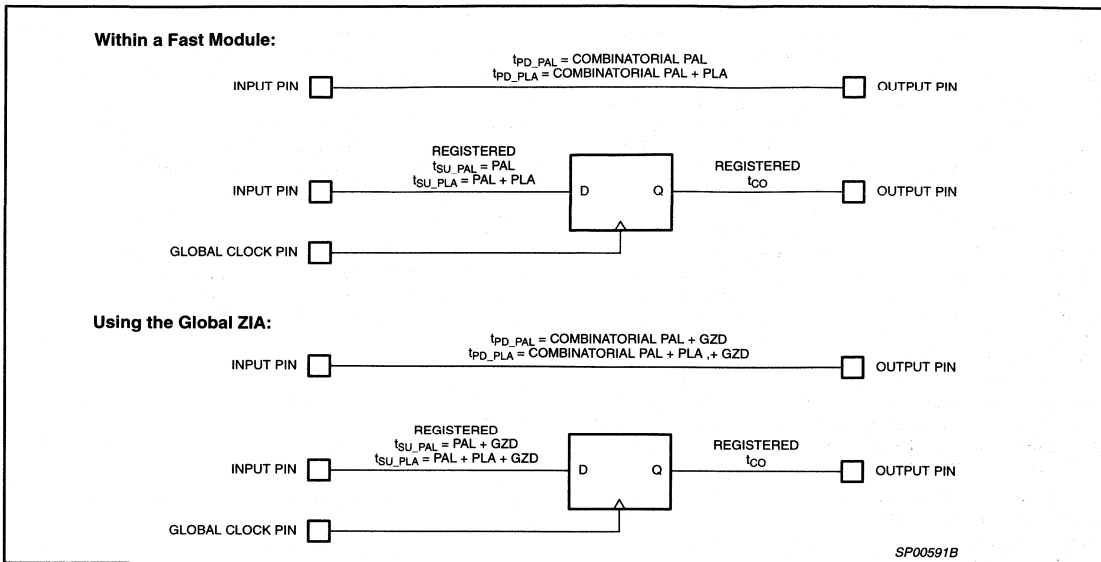 Within a Fast Module:
tPD_PAL = COMBINATORIAL PAL
tPD_PLA = COMBINATORIAL PAL + PLA
INPUT PIN
OUTPUT PIN
REGISTERED
tSU_PAL = PAL
tSU_PLA = PAL + PLA
REGISTERED
tCO
INPUT PIN
D
Q
OUTPUT PIN
GLOBAL CLOCK PIN
Using the Global ZIA:
tPD_PAL = COMBINATORIAL PAL + GZD
tPD_PLA = COMBINATORIAL PAL + PLA ,+ GZD
INPUT PIN
OUTPUT PIN
REGISTERED
tSU_PAL = PAL + GZD
tSU_PLA = PAL + PLA + GZD
REGISTERED
tCO
INPUT PIN
D
Q
OUTPUT PIN
GLOBAL CLOCK PIN
SP00591B